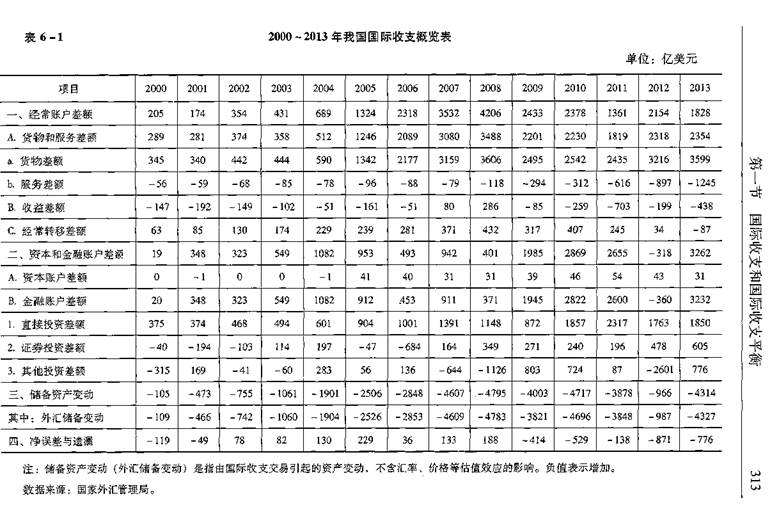 表 6-1
2000~2013年我国国际收支概览表
单位：亿美元
项目 2000 2001 2002 2003 2004 2005 2006 2007 2008 2009 2010 2011 2012 2013
一、经常账户差额 205 174 354 431 689 1324 2318 3532 4206 2433 2378 1361 2154 1828
A. 货物和服务差额 289 281 374 358 512 1246 2089 3080 3488 2201 2230 1819 2318 2354
a. 货物差额 345 340 442 444 590 1342 2177 3159 3606 2495 2542 2435 3216 3599
b. 服务差额 -56 -59 -68 -85 -78 -96 -88 -79 -118 -294 -312 -616 -897 -1245
B. 收益差额 -147 -192 -149 -102 -51 -161 -51 80 286 -85 -259 -703 -199 -438
C. 经常转移差额 63 85 130 174 229 239 281 371 432 317 407 245 34 -87
二、资本和金融账户差额 19 348 323 549 1082 953 493 942 401 1985 2869 2655 -318 3262
A. 资本账户差额 0 -1 0 0 -1 41 40 31 31 39 46 54 43 31
B. 金融账户差额 20 348 323 549 1082 912 453 911 371 1945 2822 2600 -360 3232
1. 直接投资差额 375 374 468 494 601 904 1001 1391 1148 872 1857 2317 1763 1850
2. 证券投资差额 -40 -194 -103 114 197 -47 -684 164 349 271 240 196 478 605
3. 其他投资差额 -315 169 -41 -60 283 56 136 -644 -1126 803 724 87 -2601 776
三、储备资产变动 -105 -473 -755 -1061 -1901 -2506 -2848 -4607 -4795 -4003 -4717 -3878 -966 -4314
其中：外汇储备变动 -109 -466 -742 -1060 -1904 -2526 -2853 -4609 -4783 -3821 -4696 -3848 -987 -4327
四、净误差与遗漏 -119 -49 78 82 130 229 36 133 188 -414 -529 -138 -871 -776
注：储备资产变动（外汇储备变动）是指由国际收支交易引起的资产变动，不含汇率、价格等估值效应的影响。负值表示增加。
数据来源：国家外汇管理局。
第一节 国际收支和国际收支平衡
313